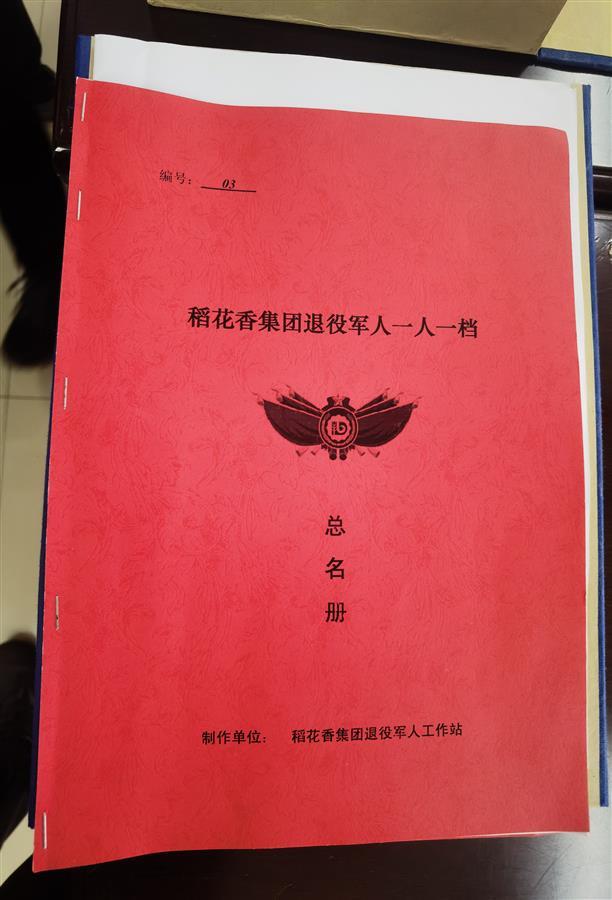 编号： 03
稻花香集团退役军人一人一档
总
名
册
制作单位： 稻花香集团退役军人工作站